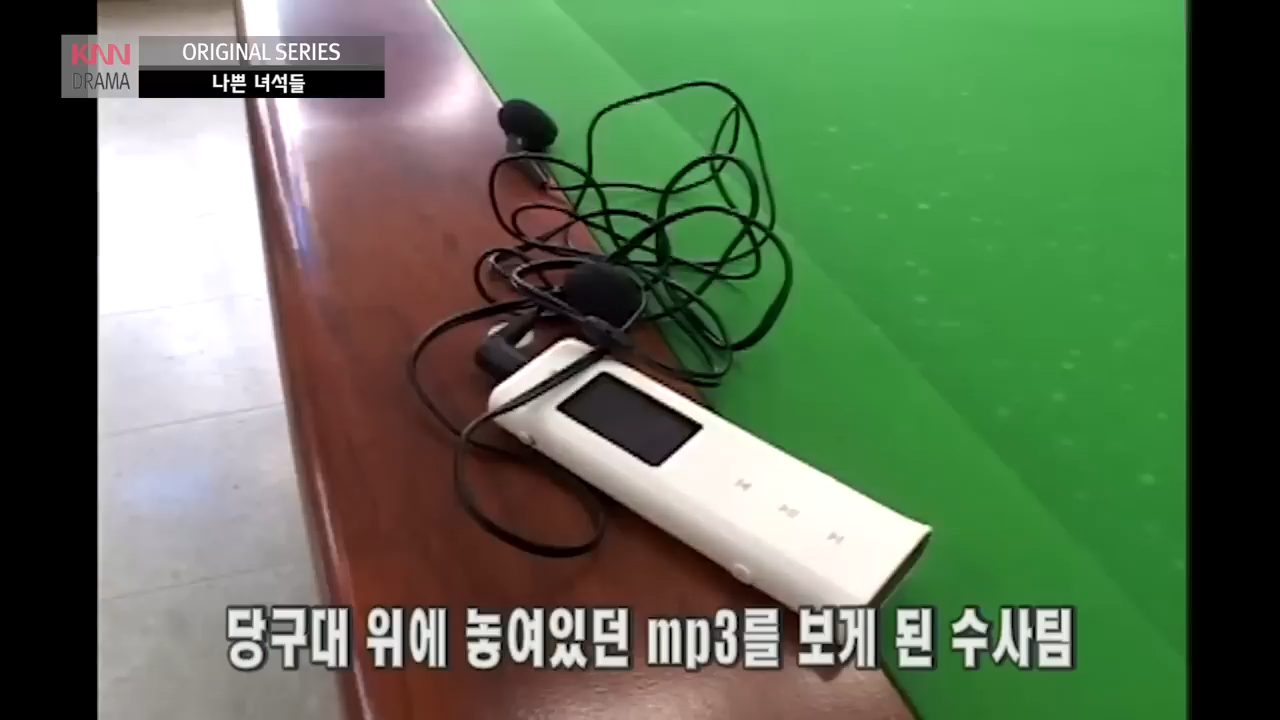 KNN
DRAMA
ORIGINAL SERIES
나쁜 녀석들
당구대 위에 놓여있던 mp3를 보게 된 수사팀